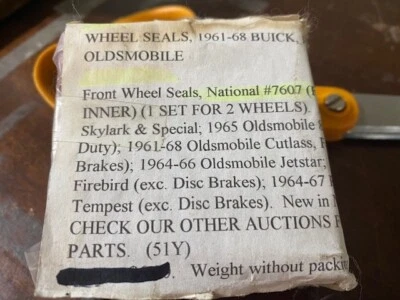 WHEEL SEALS, 1961-68 BUICK,
OLDSMOBILE
Front Wheel Seals, National #7607
INNER) (1 SET FOR 2 WHEELS).
Skylark & Special; 1965 Oldsmobile
Duty); 1961-68 Oldsmobile Cutlass,
Brakes); 1964-66 Oldsmobile Jetstar;
Firebird (exc. Disc Brakes); 1964-67
Tempest (exc. Disc Brakes). New in
CHECK OUR OTHER AUCTIONS
PARTS. (51Y)
Weight without